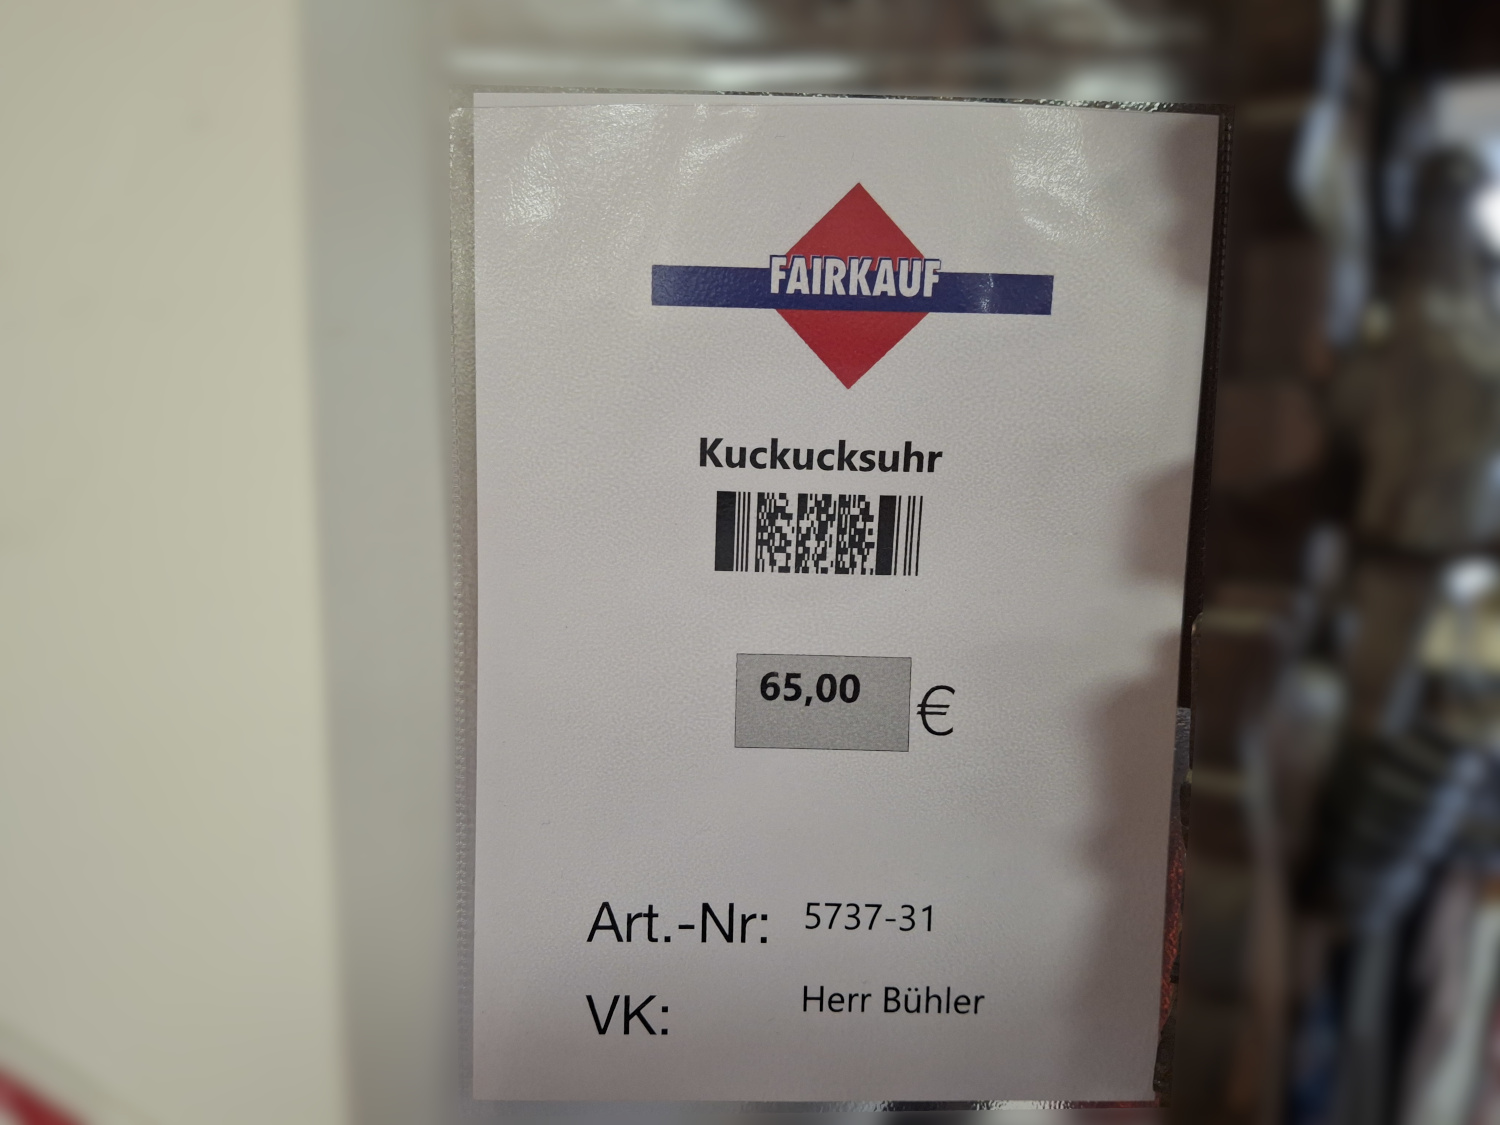 FAIRKAUF
Kuckucksuhr
65,00 €
Art.-Nr: 5737-31
VK: Herr Bühler